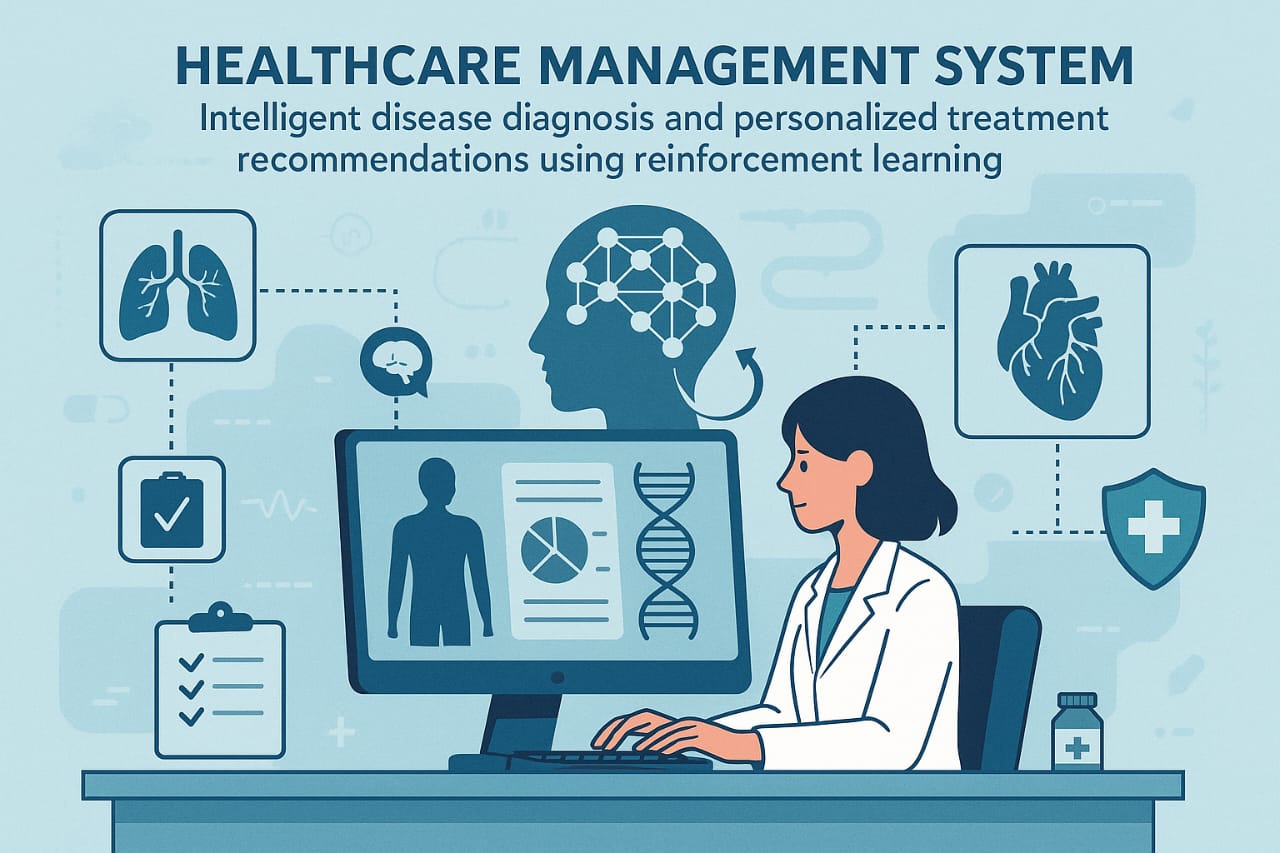 HEALTHCARE MANAGEMENT SYSTEM
Intelligent disease diagnosis and personalized treatment
recommendations using reinforcement learning